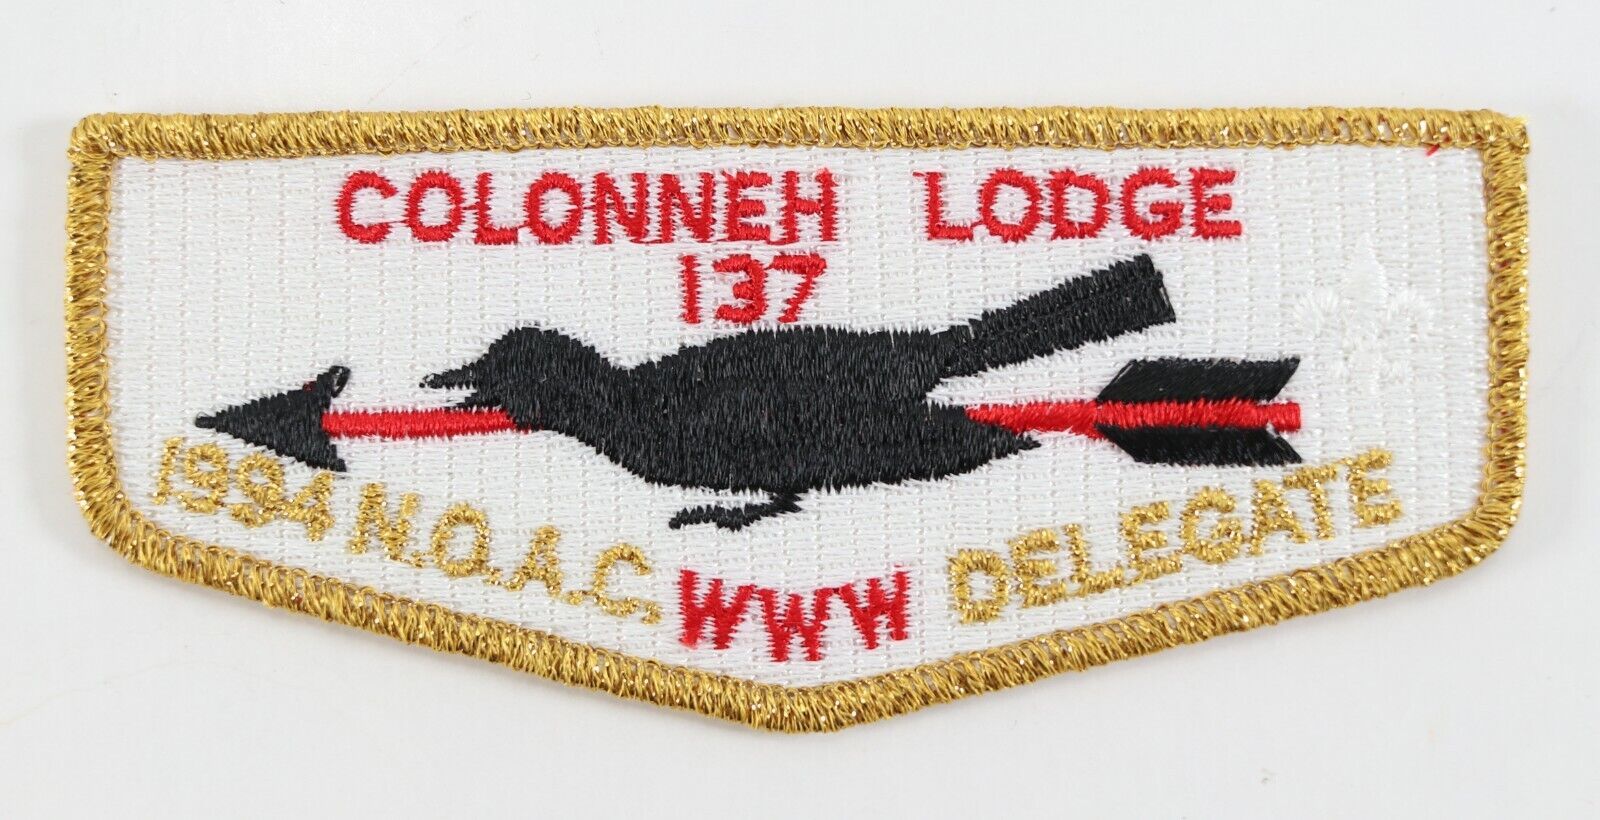 COLONNEH LODGE
137
1994 N.O.A.C. WWW DELEGATE